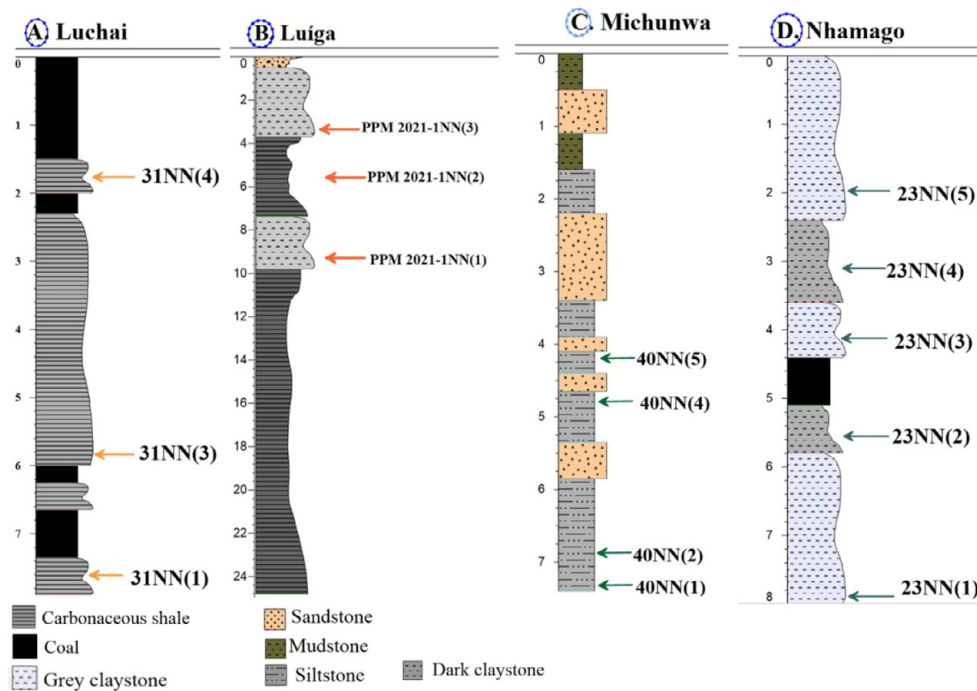 A. Luchai
B. Luíga
C. Michunwa
D. Nhamago
0
1
2
3
4
5
6
7
31NN(4)
31NN(3)
31NN(1)
0
2
4
6
8
10
12
14
16
18
20
22
24
PPM 2021-1NN(3)
PPM 2021-1NN(2)
PPM 2021-1NN(1)
0
1
2
3
4
5
6
7
40NN(5)
40NN(4)
40NN(2)
40NN(1)
0
1
2
3
4
5
6
7
8
23NN(5)
23NN(4)
23NN(3)
23NN(2)
23NN(1)
Carbonaceous shale
Coal
Grey claystone
Sandstone
Mudstone
Siltstone
Dark claystone